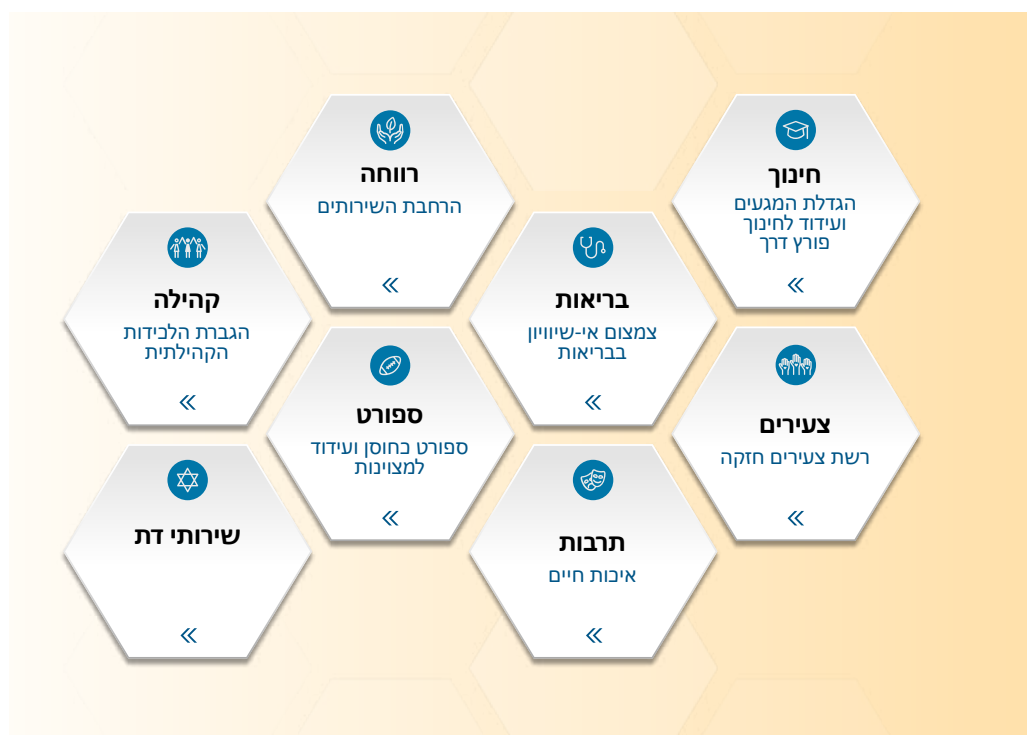 חינוך
הגדלת המגעים
ועידוד לחינוך
פורץ דרך
»
צעירים
רשת צעירים חזקה
»
בריאות
צמצום אי-שיוויון
בבריאות
»
תרבות
איכות חיים
»
רווחה
הרחבת השירותים
»
ספורט
ספורט כחוסן ועידוד
למצוינות
»
קהילה
הגברת הלכידות
הקהילתית
»
שירותי דת
»